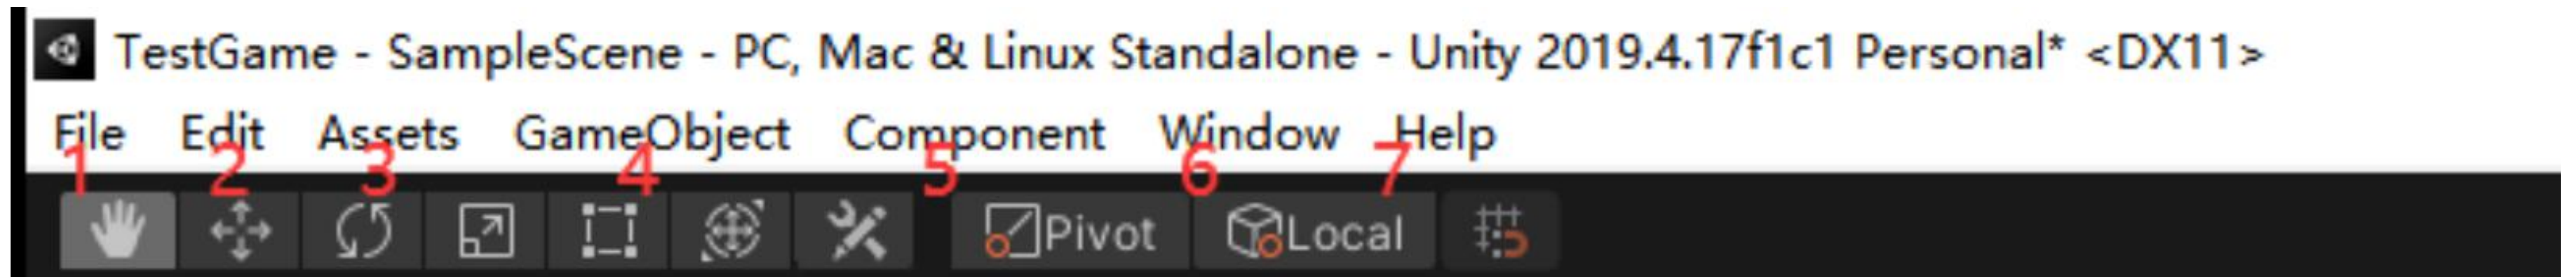 TestGame - SampleScene - PC, Mac & Linux Standalone - Unity 2019.4.17f1c1 Personal* <DX11>
File Edit Assets GameObject Component Window Help
1 2 3 4 5 6 7
Pivot Local